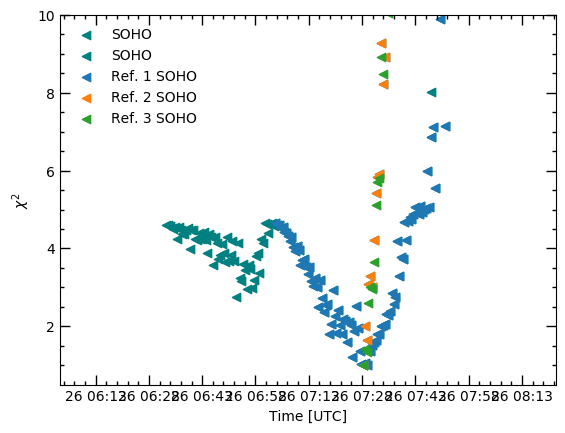 10
8
6
4
2
χ²
SOHO
SOHO
Ref. 1 SOHO
Ref. 2 SOHO
Ref. 3 SOHO
26 06:13 26 06:28 26 06:43 26 06:58 26 07:13 26 07:28 26 07:43 26 07:58 26 08:13
Time [UTC]